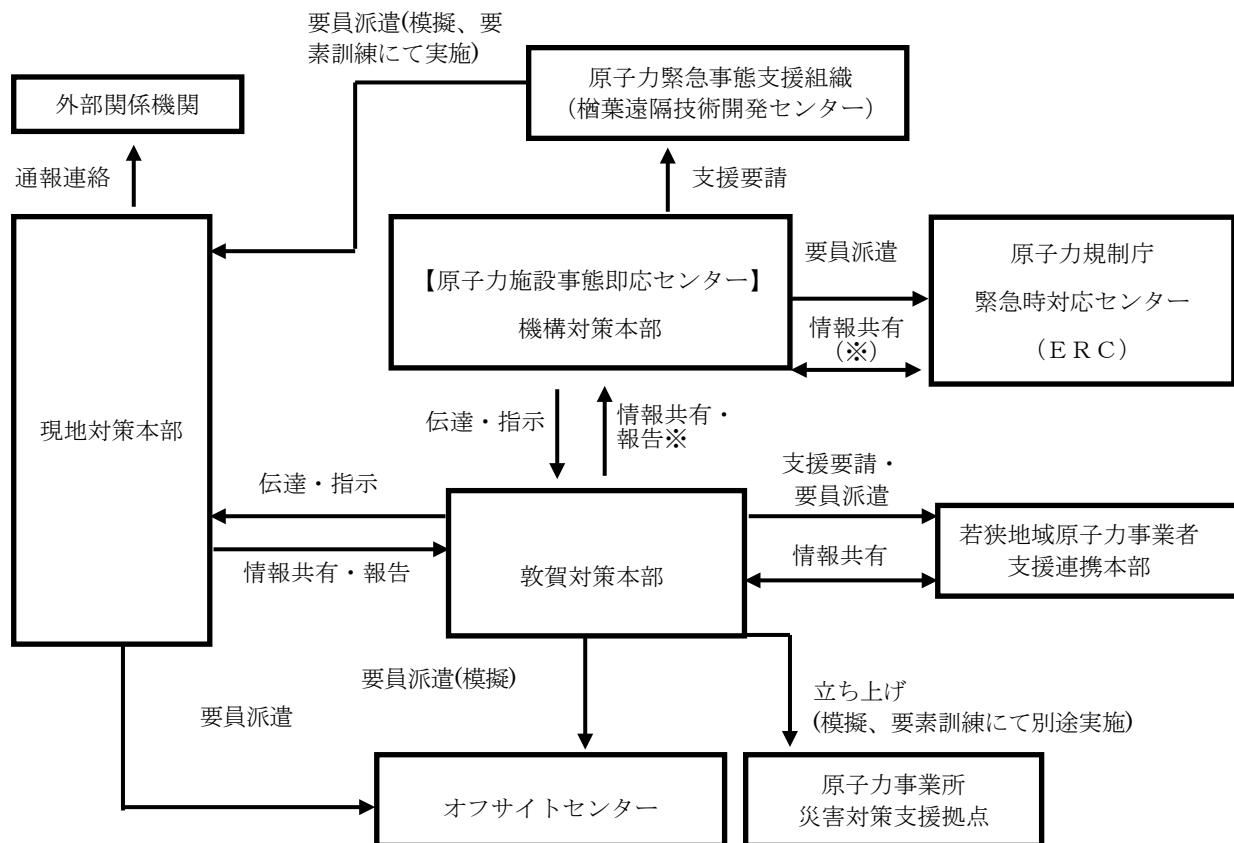 要員派遣(模擬、要
素訓練にて実施)
原子力緊急事態支援組織
（楢葉遠隔技術開発センター）
外部関係機関
通報連絡
支援要請
【原子力施設事態即応センター】
機構対策本部
要員派遣
情報共有
（※）
原子力規制庁
緊急時対応センター
（ＥＲＣ）
現地対策本部
伝達・指示
情報共有・
報告※
伝達・指示
情報共有・報告
敦賀対策本部
支援要請・
要員派遣
情報共有
若狭地域原子力事業者
支援連携本部
要員派遣
要員派遣(模擬)
立ち上げ
(模擬、要素訓練にて別途実施)
オフサイトセンター
原子力事業所
災害対策支援拠点